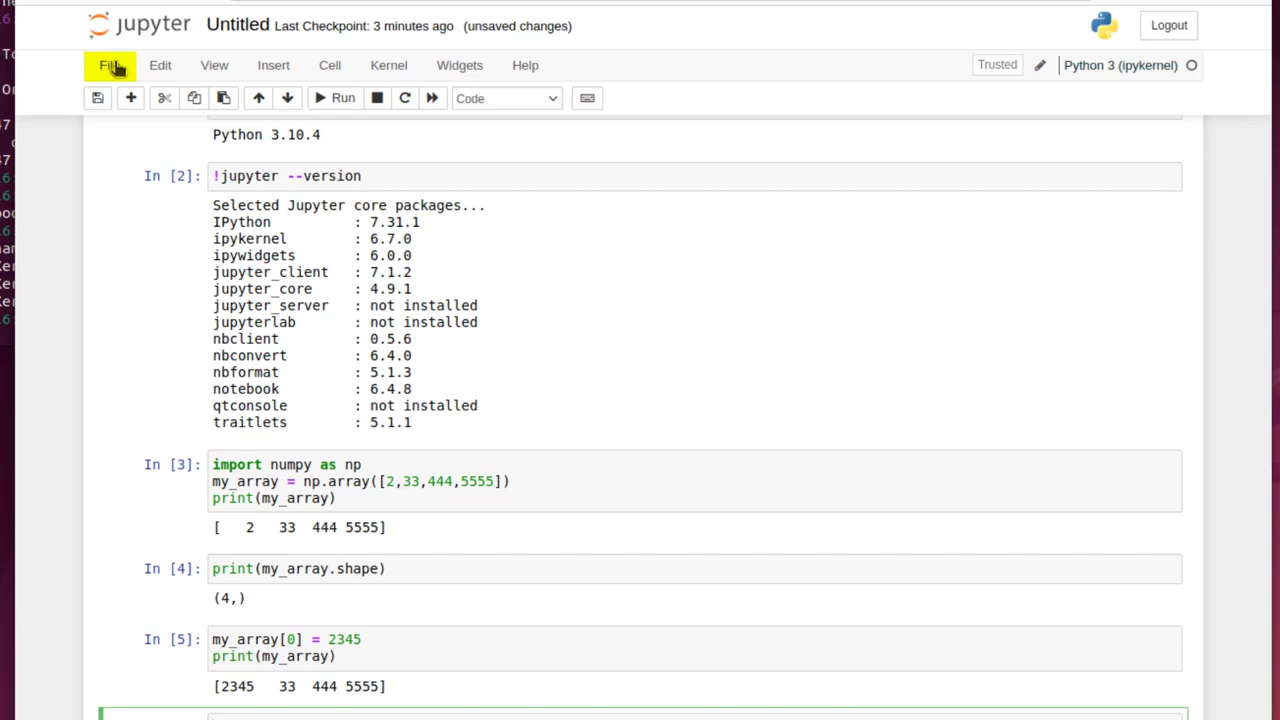 jupyter Untitled Last Checkpoint: 3 minutes ago (unsaved changes) Logout
Edit View Insert Cell Kernel Widgets Help Trusted Python 3 (ipykernel)
Run Code
Python 3.10.4
In [2]: !jupyter --version
Selected Jupyter core packages...
IPython : 7.31.1
ipykernel : 6.7.0
ipywidgets : 6.0.0
jupyter_client : 7.1.2
jupyter_core : 4.9.1
jupyter_server : not installed
jupyterlab : not installed
nbclient : 0.5.6
nbconvert : 6.4.0
nbformat : 5.1.3
notebook : 6.4.8
qtconsole : not installed
traitlets : 5.1.1
In [3]: import numpy as np
my_array = np.array([2,33,444,5555])
print(my_array)
[ 2 33 444 5555]
In [4]: print(my_array.shape)
(4,)
In [5]: my_array[0] = 2345
print(my_array)
[2345 33 444 5555]